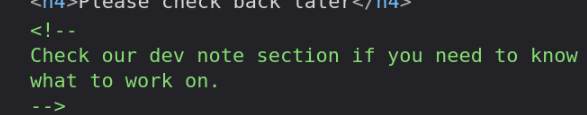 <h4>Please check back later</h4>
<!--
Check our dev note section if you need to know
what to work on.
-->